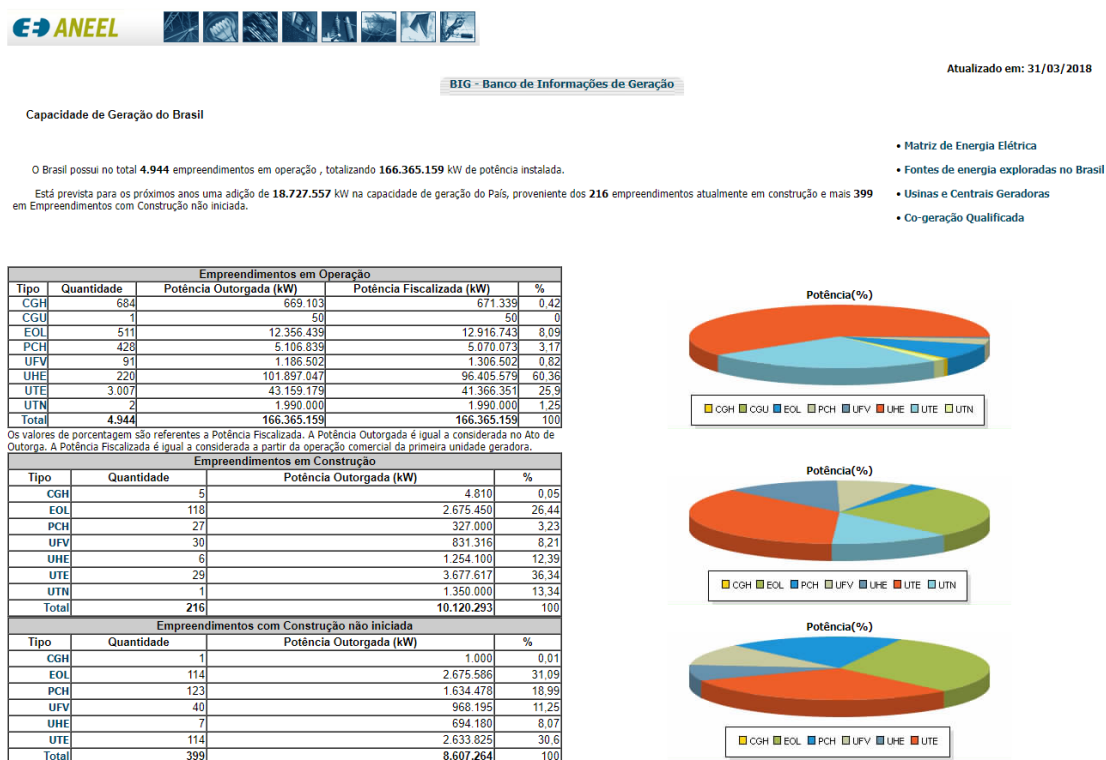 ANEEL
Atualizado em: 31/03/2018
BIG - Banco de Informações de Geração
Capacidade de Geração do Brasil
• Matriz de Energia Elétrica
• Fontes de energia exploradas no Brasil
• Usinas e Centrais Geradoras
• Co-geração Qualificada
O Brasil possui no total 4.944 empreendimentos em operação , totalizando 166.365.159 kW de potência instalada.
Está prevista para os próximos anos uma adição de 18.727.557 kW na capacidade de geração do País, proveniente dos 216 empreendimentos atualmente em construção e mais 399
em Empreendimentos com Construção não iniciada.
Empreendimentos em Operação
Tipo Quantidade Potência Outorgada (kW) Potência Fiscalizada (kW) %
CGH 684 669.103 671.339 0,42
CGU 1 50 50 0
EOL 511 12.356.439 12.916.743 8,09
PCH 428 5.106.839 5.070.073 3,17
UFV 91 1.186.502 1.306.502 0,82
UHE 220 101.897.047 96.405.579 60,36
UTE 3.007 43.159.179 41.366.351 25,9
UTN 2 1.990.000 1.990.000 1,25
Total 4.944 166.365.159 166.365.159 100
Os valores de porcentagem são referentes a Potência Fiscalizada. A Potência Outorgada é igual a considerada no Ato de
Outorga. A Potência Fiscalizada é igual a considerada a partir da operação comercial da primeira unidade geradora.
Potência(%)
CGH CGU EOL PCH UFV UHE UTE UTN
Empreendimentos em Construção
Tipo Quantidade Potência Outorgada (kW) %
CGH 5 4.810 0,05
EOL 118 2.675.450 26,44
PCH 27 327.000 3,23
UFV 30 831.316 8,21
UHE 6 1.254.100 12,39
UTE 29 3.677.617 36,34
UTN 1 1.350.000 13,34
Total 216 10.120.293 100
Potência(%)
CGH EOL PCH UFV UHE UTE UTN
Empreendimentos com Construção não iniciada
Tipo Quantidade Potência Outorgada (kW) %
CGH 1 1.000 0,01
EOL 114 2.675.586 31,09
PCH 123 1.634.478 18,99
UFV 40 968.195 11,25
UHE 7 694.180 8,07
UTE 114 2.633.825 30,6
Total 399 8.607.264 100
Potência(%)
CGH EOL PCH UFV UHE UTE